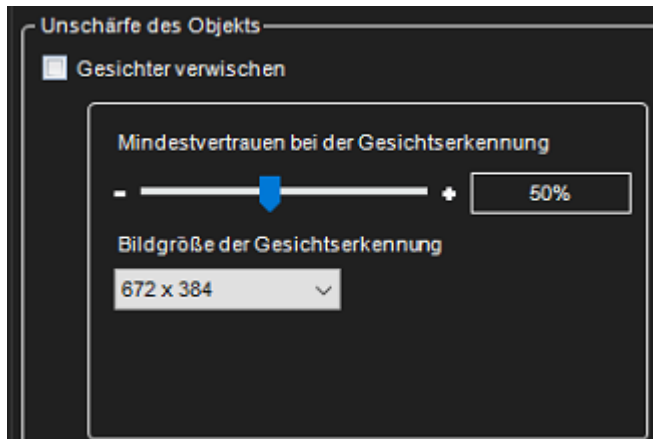 Unschärfe des Objekts
Gesichter verwischen
Mindestvertrauen bei der Gesichtserkennung
- + 50%
Bildgröße der Gesichtserkennung
672 x 384